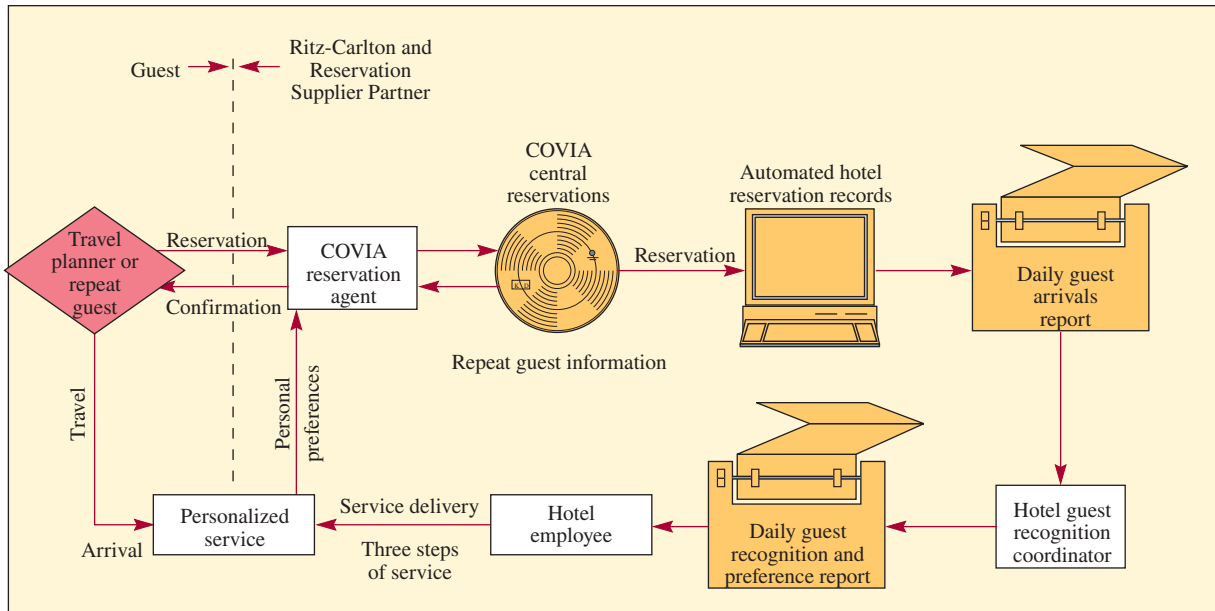 Guest
Ritz-Carlton and
Reservation
Supplier Partner
COVIA
central
reservations
Automated hotel
reservation records
Travel
planner or
repeat
guest
Reservation
Confirmation
COVIA
reservation
agent
Reservation
Daily guest
arrivals
report
Repeat guest information
Travel
Personal
preferences
Arrival
Personalized
service
Service delivery
Three steps
of service
Hotel
employee
Daily guest
recognition and
preference report
Hotel guest
recognition
coordinator